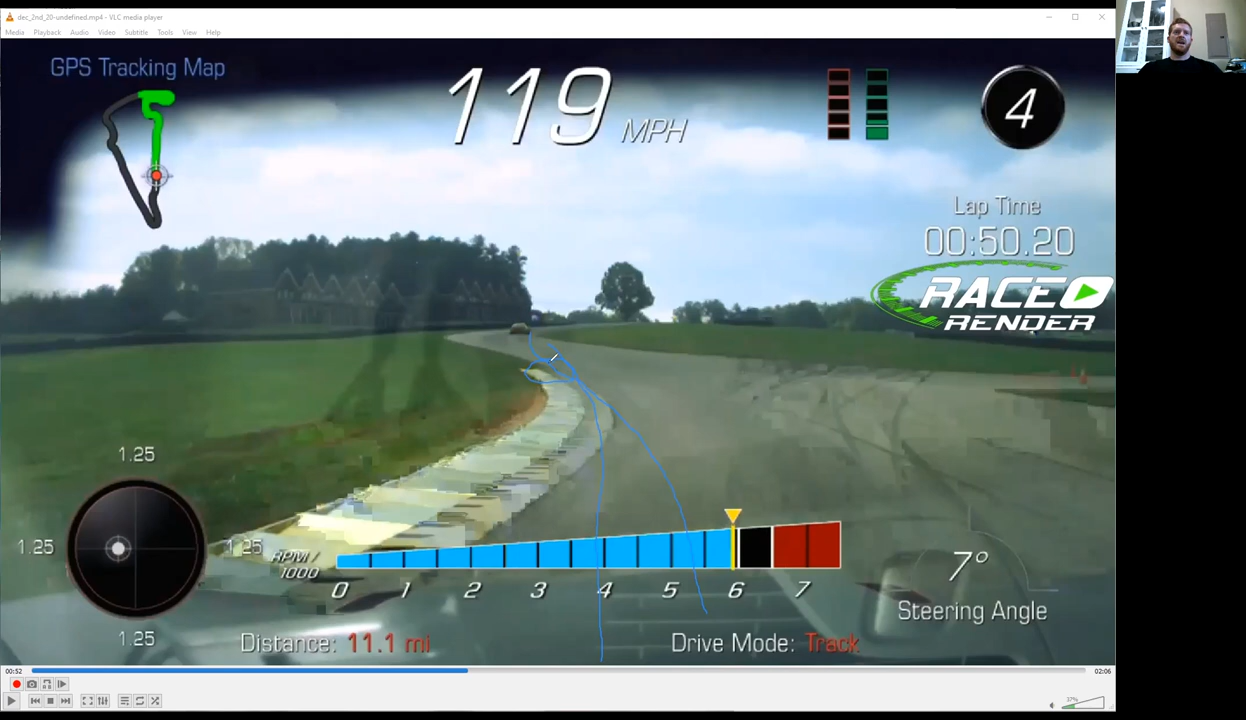 dec_2nd_20-undefined.mp4 - VLC media player
Media Playback Audio Video Subtitle Tools View Help
GPS Tracking Map
119 MPH
4
Lap Time
00:50.20
RACE
RENDER
1.25
1.25
1.25
1.25
RPM/
1000
0 1 2 3 4 5 6 7
7°
Steering Angle
Distance: 11.1 mi
Drive Mode: Track
00:52
02:06
37%